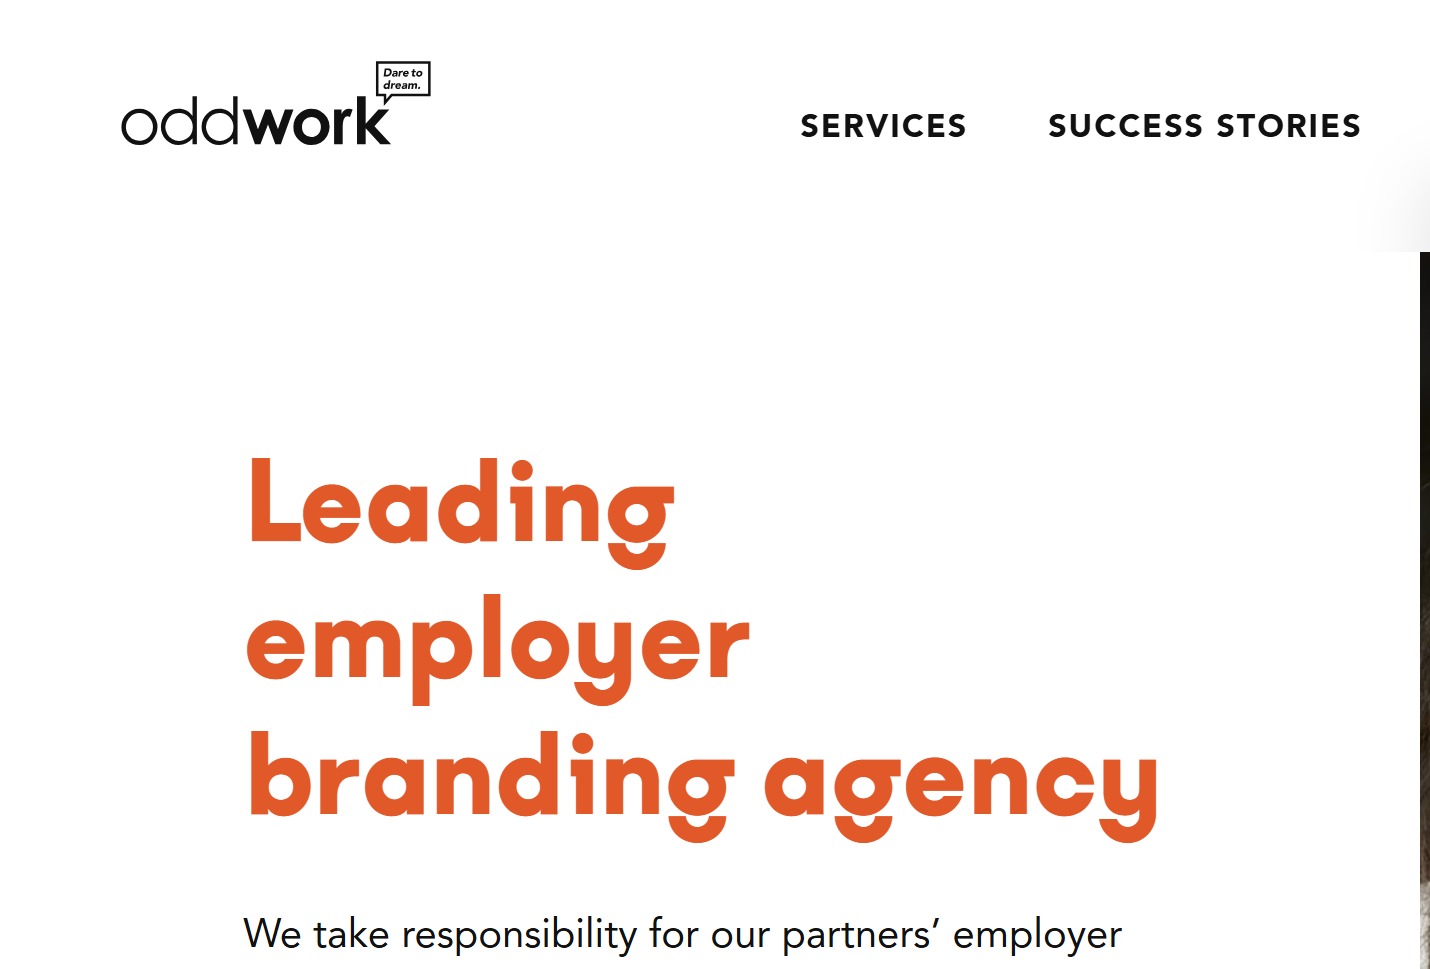 Dare to
dream.
oddwork
SERVICES SUCCESS STORIES
Leading
employer
branding agency
We take responsibility for our partners’ employer